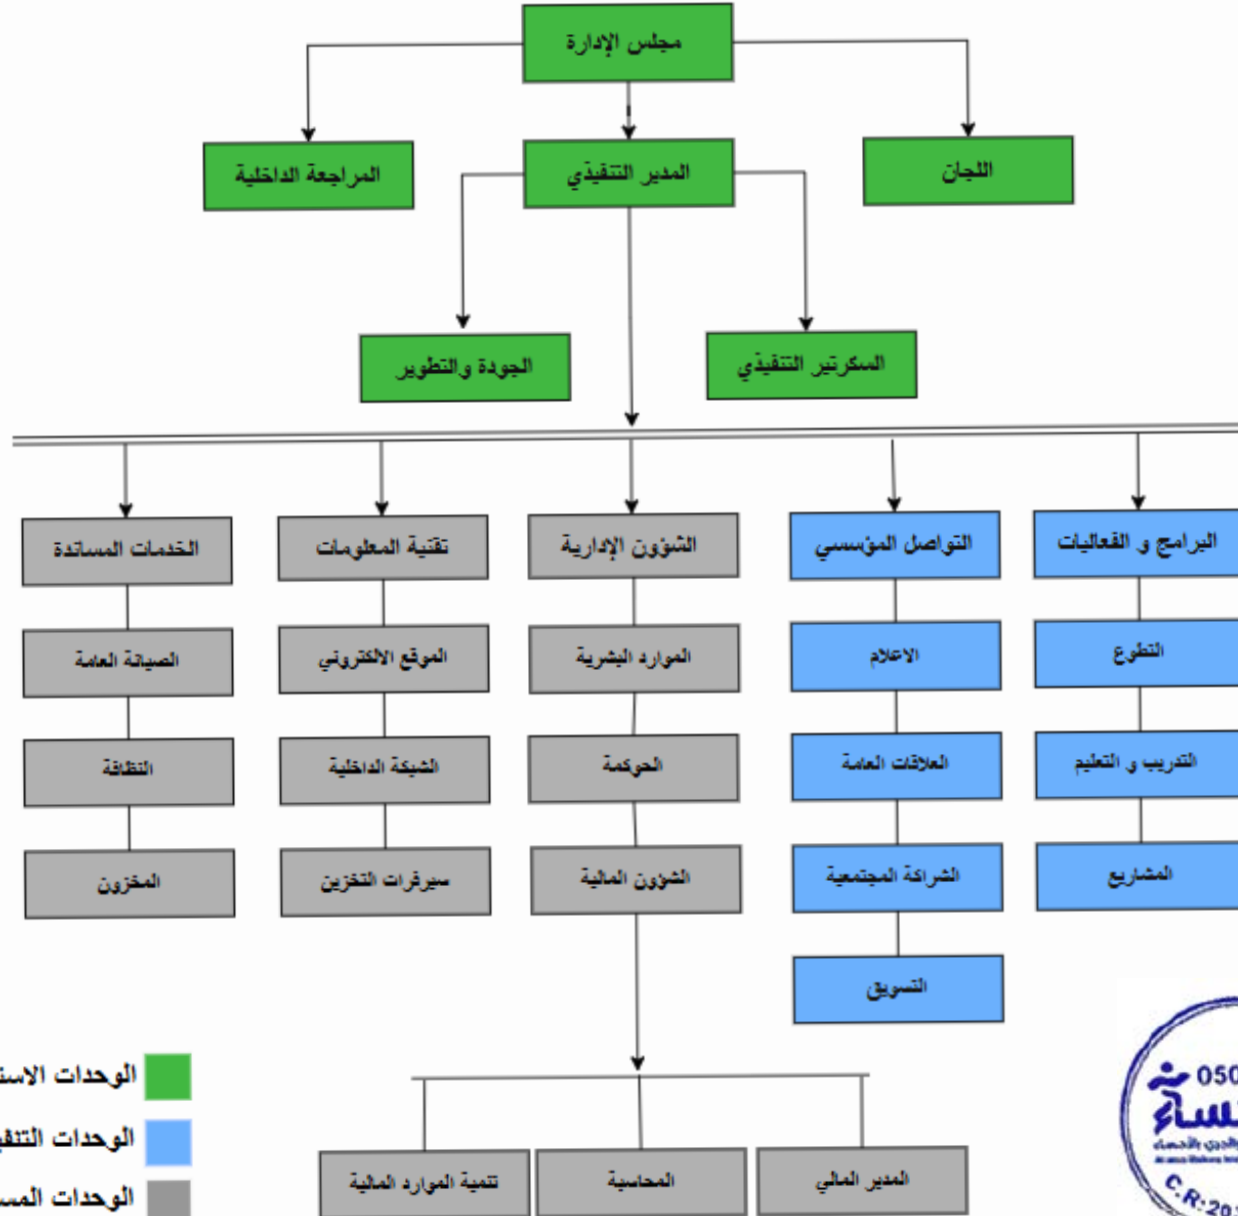 مجلس الإدارة
اللجان
المدير التنفيذي
المراجعة الداخلية
السكرتير التنفيذي
الجودة والتطوير
البرامج و الفعاليات
التواصل المؤسسي
الشؤون الإدارية
تقنية المعلومات
الخدمات المساندة
التطوع
الاعلام
الموارد البشرية
الموقع الالكتروني
الصيانة العامة
التدريب و التعليم
العلاقات العامة
الحوكمة
الشبكة الداخلية
النظافة
المشاريع
الشراكة المجتمعية
الشؤون المالية
سيرفرات التخزين
المخزون
التسويق
المدير المالي
المحاسبة
تنمية الموارد المالية
الوحدات
الوحدات
الوحدات
050
C.R:20